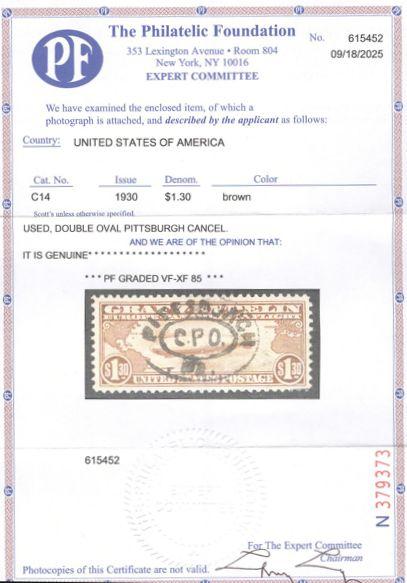 The Philatelic Foundation
353 Lexington Avenue • Room 804
New York, NY 10016
EXPERT COMMITTEE
No. 615452
09/18/2025
PF
We have examined the enclosed item, of which a
photograph is attached, and described by the applicant as follows:
Country: UNITED STATES OF AMERICA
Cat. No. Issue Denom. Color
C14 1930 $1.30 brown
Scott's unless otherwise specified.
USED, DOUBLE OVAL PITTSBURGH CANCEL.
AND WE ARE OF THE OPINION THAT:
IT IS GENUINE* * * * * * * * * * * * * * * * * * *
* * * PF GRADED VF-XF 85 * * *
GRAF ZEPPELIN
PITTSBURGH
C.P.O.
$1.30 UNITED STATES POSTAGE $1.30
615452
N 379373
For The Expert Committee
Chairman
Photocopies of this Certificate are not valid.